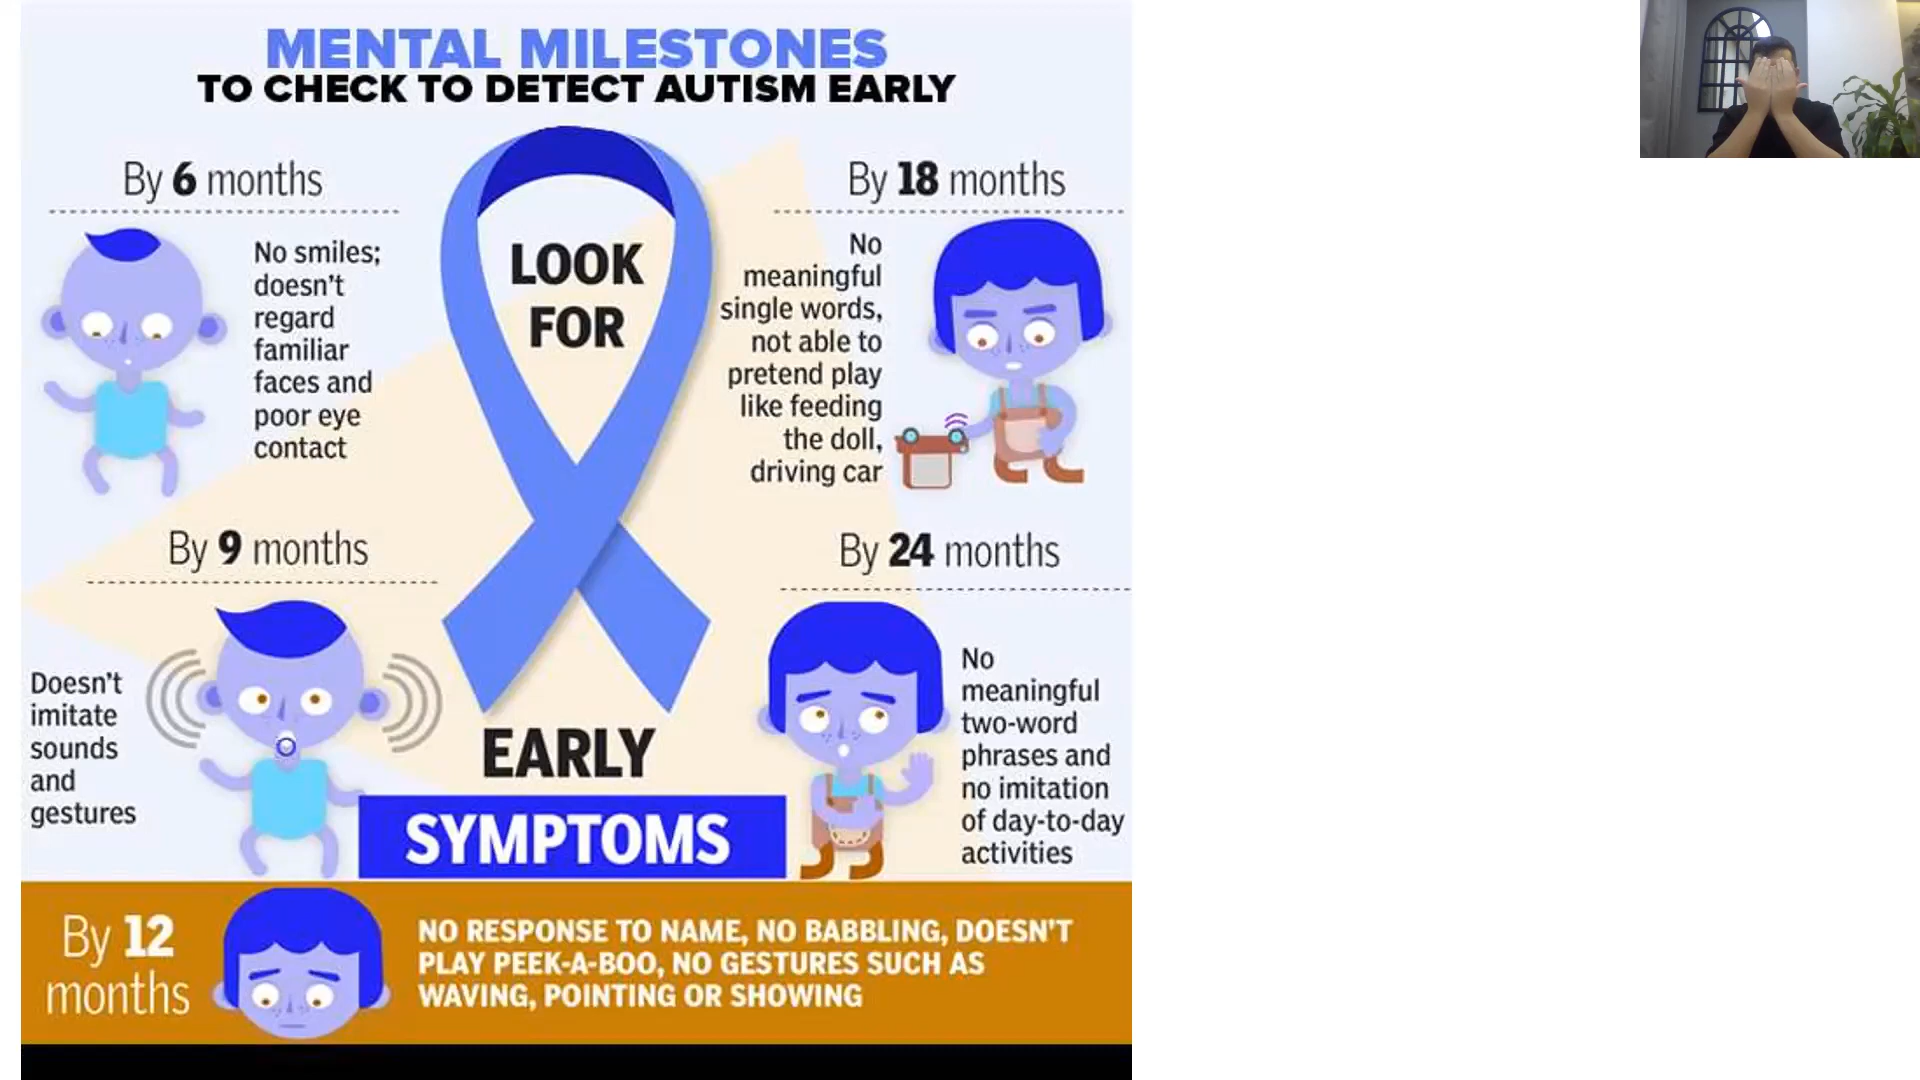 MENTAL MILESTONES
TO CHECK TO DETECT AUTISM EARLY
By 6 months
No smiles;
doesn't
regard
familiar
faces and
poor eye
contact
LOOK
FOR
By 18 months
No
meaningful
single words,
not able to
pretend play
like feeding
the doll,
driving car
By 9 months
Doesn't
imitate
sounds
and
gestures
EARLY
SYMPTOMS
By 24 months
No
meaningful
two-word
phrases and
no imitation
of day-to-day
activities
By 12
months
NO RESPONSE TO NAME, NO BABBLING, DOESN'T
PLAY PEEK-A-BOO, NO GESTURES SUCH AS
WAVING, POINTING OR SHOWING